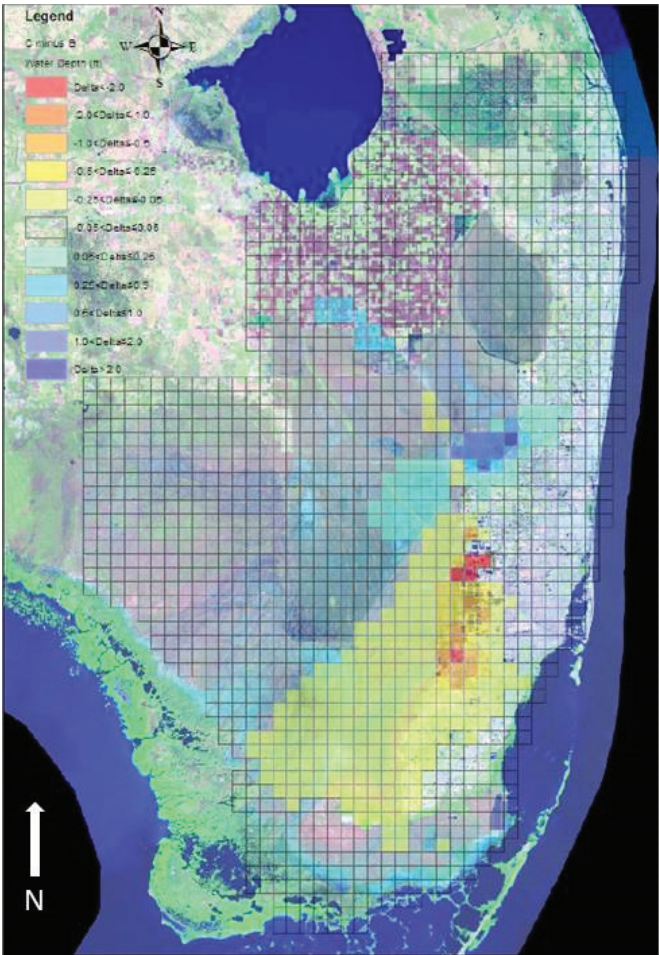 Legend
C minus B
Water Depth (ft)
Delta<-2.0
-2.0<Delta≤-1.0
-1.0<Delta≤-0.5
-0.5<Delta≤-0.25
-0.25<Delta≤-0.05
-0.05<Delta≤0.05
0.05<Delta≤0.25
0.25<Delta≤0.5
0.5<Delta≤1.0
1.0<Delta≤2.0
Delta>2.0
N
W E
S
N